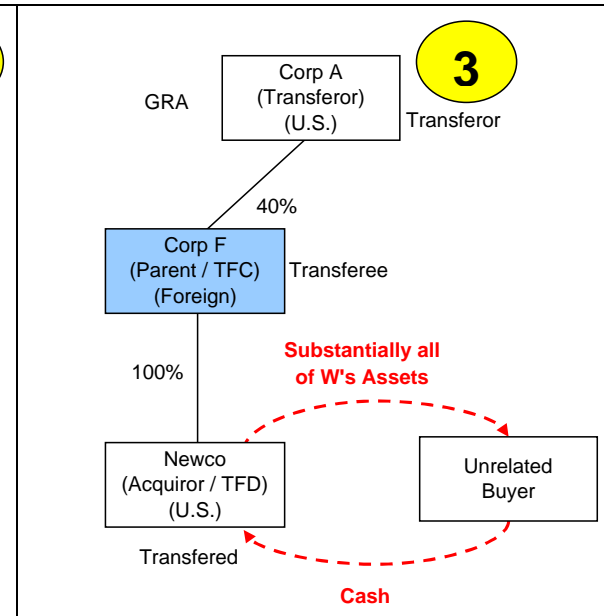 3
Corp A
(Transferor)
(U.S.)
GRA
Transferor
40%
Corp F
(Parent / TFC)
(Foreign)
Transferee
100%
Substantially all
of W's Assets
Newco
(Acquiror / TFD)
(U.S.)
Unrelated
Buyer
Transfered
Cash